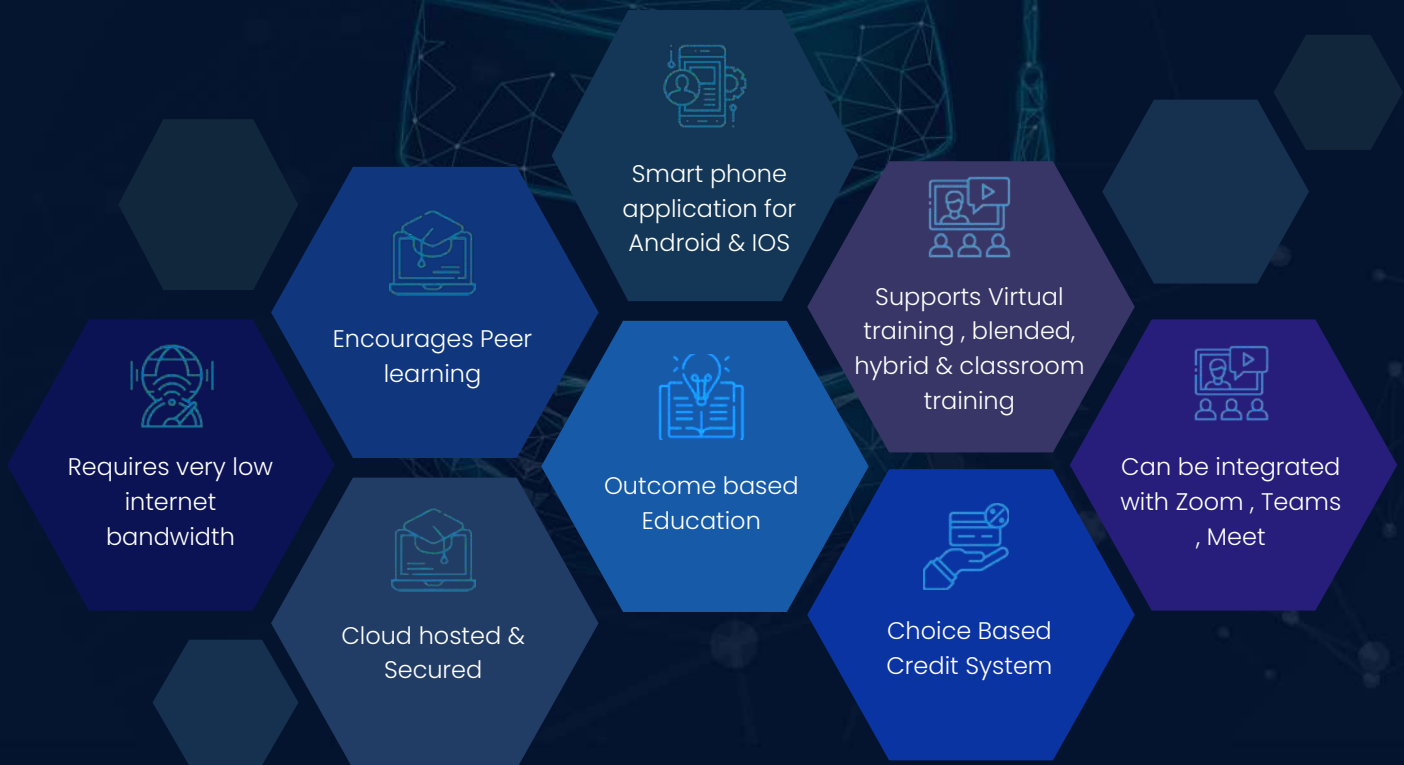 Smart phone
application for
Android & IOS
Encourages Peer
learning
Supports Virtual
training , blended,
hybrid & classroom
training
Requires very low
internet
bandwidth
Outcome based
Education
Can be integrated
with Zoom , Teams
, Meet
Cloud hosted &
Secured
Choice Based
Credit System